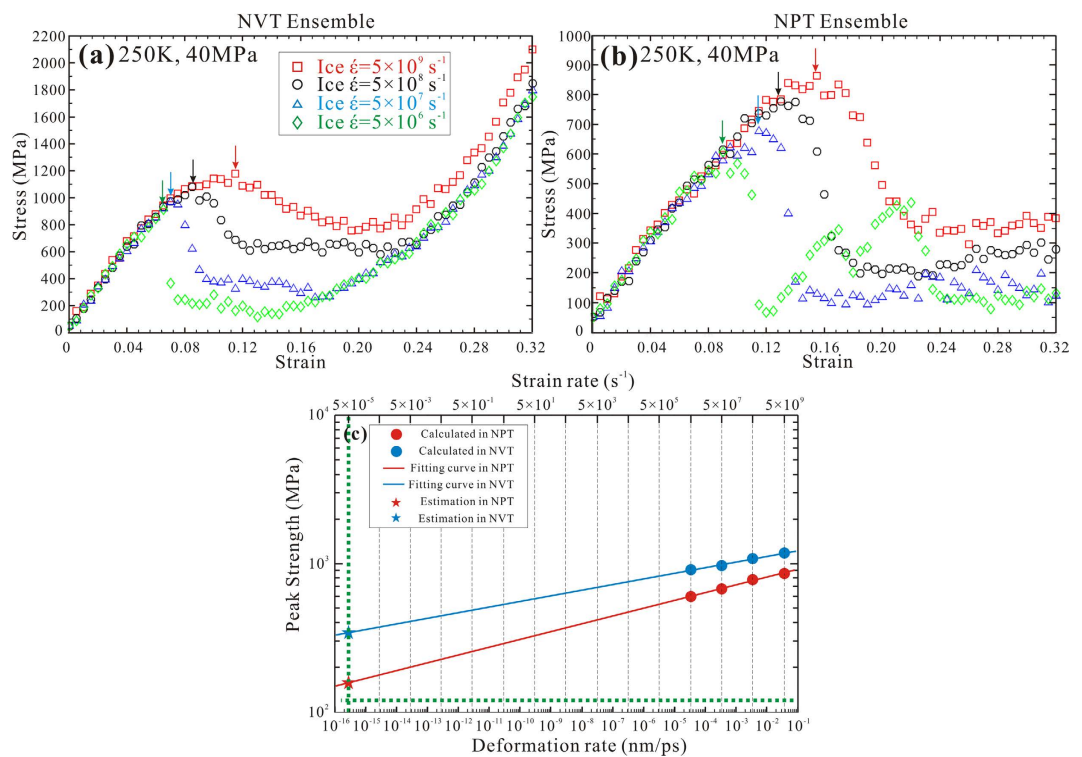 NVT Ensemble
(a) 250K, 40MPa
Ice έ=5×10⁹ s⁻¹
Ice έ=5×10⁸ s⁻¹
Ice έ=5×10⁷ s⁻¹
Ice έ=5×10⁶ s⁻¹
Stress (MPa)
2200
2000
1800
1600
1400
1200
1000
800
600
400
200
0
0 0.04 0.08 0.12 0.16 0.20 0.24 0.28 0.32
Strain
NPT Ensemble
(b) 250K, 40MPa
Stress (MPa)
1000
900
800
700
600
500
400
300
200
100
0
0 0.04 0.08 0.12 0.16 0.20 0.24 0.28 0.32
Strain
Strain rate (s⁻¹)
5×10⁻⁵ 5×10⁻³ 5×10⁻¹ 5×10¹ 5×10³ 5×10⁵ 5×10⁷ 5×10⁹
(c)
Calculated in NPT
Calculated in NVT
Fitting curve in NPT
Fitting curve in NVT
Estimation in NPT
Estimation in NVT
Peak Strength (MPa)
10⁴
10³
10²
10⁻¹⁶ 10⁻¹⁵ 10⁻¹⁴ 10⁻¹³ 10⁻¹² 10⁻¹¹ 10⁻¹⁰ 10⁻⁹ 10⁻⁸ 10⁻⁷ 10⁻⁶ 10⁻⁵ 10⁻⁴ 10⁻³ 10⁻² 10⁻¹
Deformation rate (nm/ps)